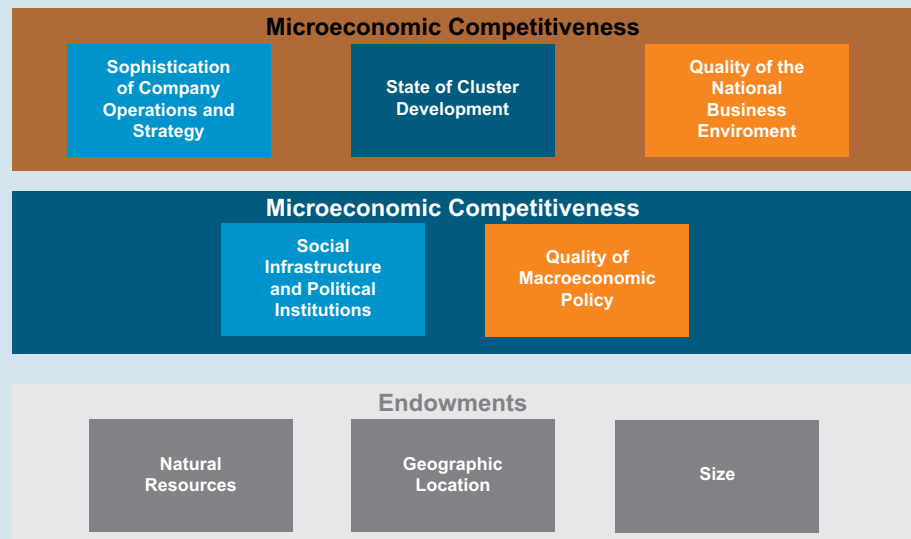 Microeconomic Competitiveness
Sophistication
of Company
Operations and
Strategy
State of Cluster
Development
Quality of the
National
Business
Enviroment
Microeconomic Competitiveness
Social
Infrastructure
and Political
Institutions
Quality of
Macroeconomic
Policy
Endowments
Natural
Resources
Geographic
Location
Size